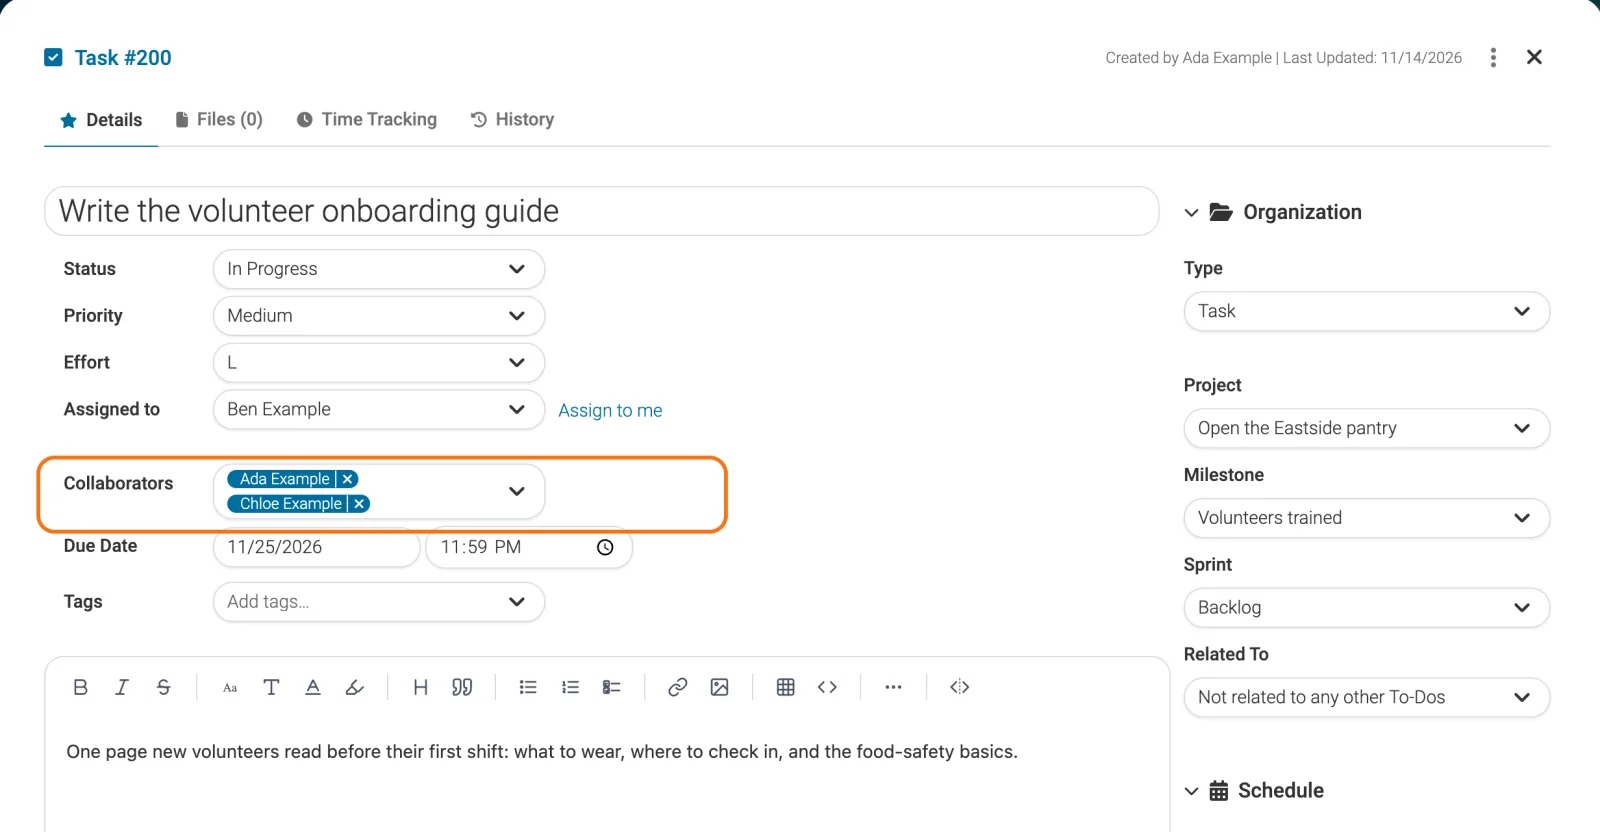 Task #200
Created by Ada Example | Last Updated: 11/14/2026
Details
Files (0)
Time Tracking
History
Write the volunteer onboarding guide
Status
In Progress
Priority
Medium
Effort
L
Assigned to
Ben Example
Assign to me
Collaborators
Ada Example
Chloe Example
Due Date
11/25/2026
11:59 PM
Tags
Add tags...
One page new volunteers read before their first shift: what to wear, where to check in, and the food-safety basics.
Organization
Type
Task
Project
Open the Eastside pantry
Milestone
Volunteers trained
Sprint
Backlog
Related To
Not related to any other To-Dos
Schedule